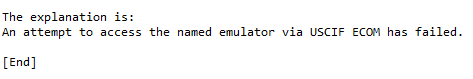 The explanation is:
An attempt to access the named emulator via USCIF ECOM has failed.
[End]